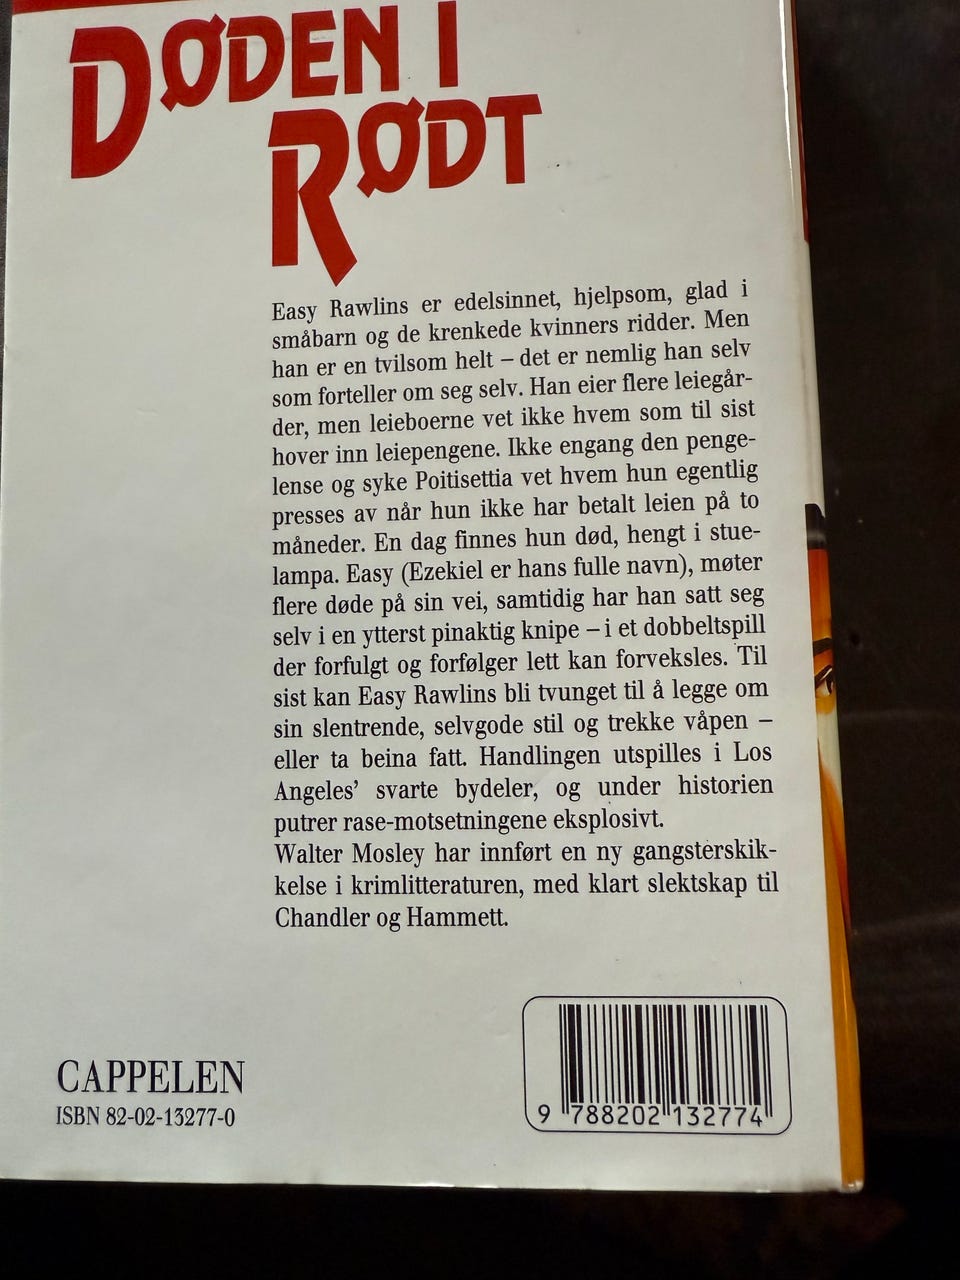 DØDEN I
RØDT
Easy Rawlins er edelsinnet, hjelpsom, glad i
småbarn og de krenkede kvinners ridder. Men
han er en tvilsom helt – det er nemlig han selv
som forteller om seg selv. Han eier flere leiegår-
der, men leieboerne vet ikke hvem som til sist
hover inn leiepengene. Ikke engang den penge-
lense og syke Poitisettia vet hvem hun egentlig
presses av når hun ikke har betalt leien på to
måneder. En dag finnes hun død, hengt i stue-
lampa. Easy (Ezekiel er hans fulle navn), møter
flere døde på sin vei, samtidig har han satt seg
selv i en ytterst pinaktig knipe – i et dobbeltspill
der forfulgt og forfølger lett kan forveksles. Til
sist kan Easy Rawlins bli tvunget til å legge om
sin slentrende, selvgode stil og trekke våpen –
eller ta beina fatt. Handlingen utspilles i Los
Angeles' svarte bydeler, og under historien
putrer rase-motsetningene eksplosivt.
Walter Mosley har innført en ny gangsterskik-
kelse i krimlitteraturen, med klart slektskap til
Chandler og Hammett.
CAPPELEN
ISBN 82-02-13277-0
9 788202 132774